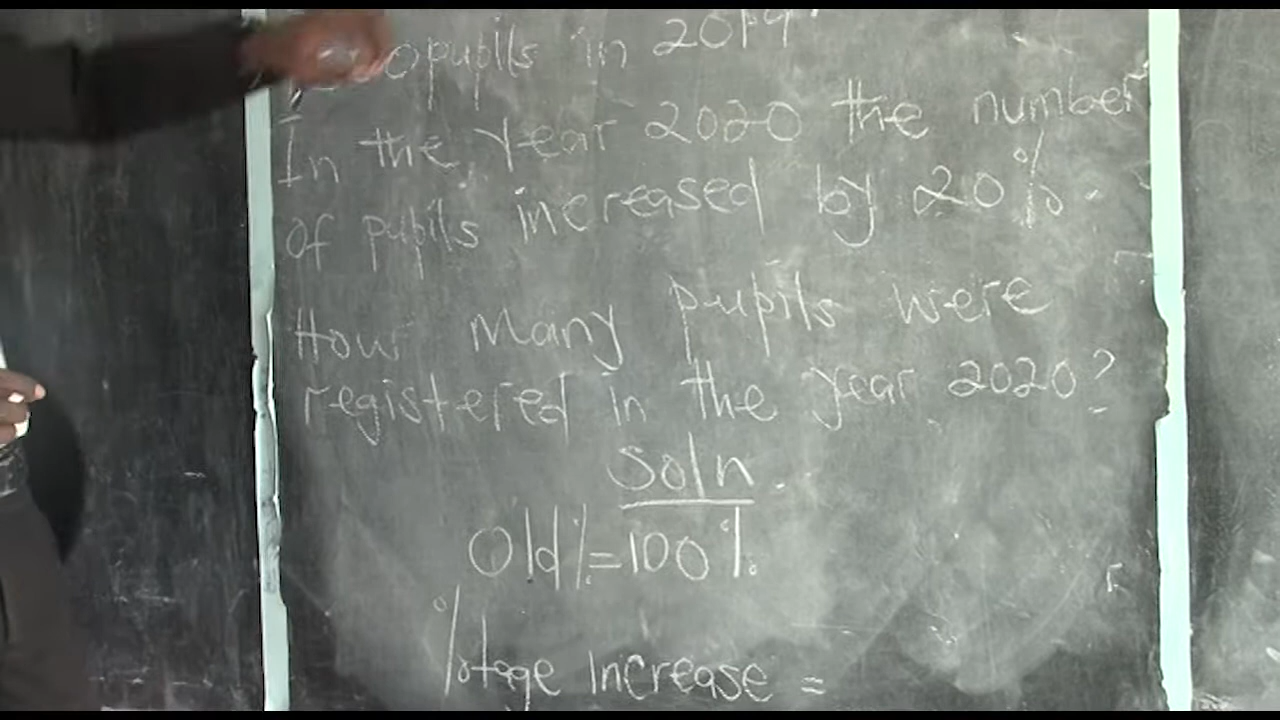 pupils in 2019.
In the year 2020 the number
of pupils increased by 20%.
How many pupils were
registered in the year 2020?
Soln.
Old%=100%
%tage increase =